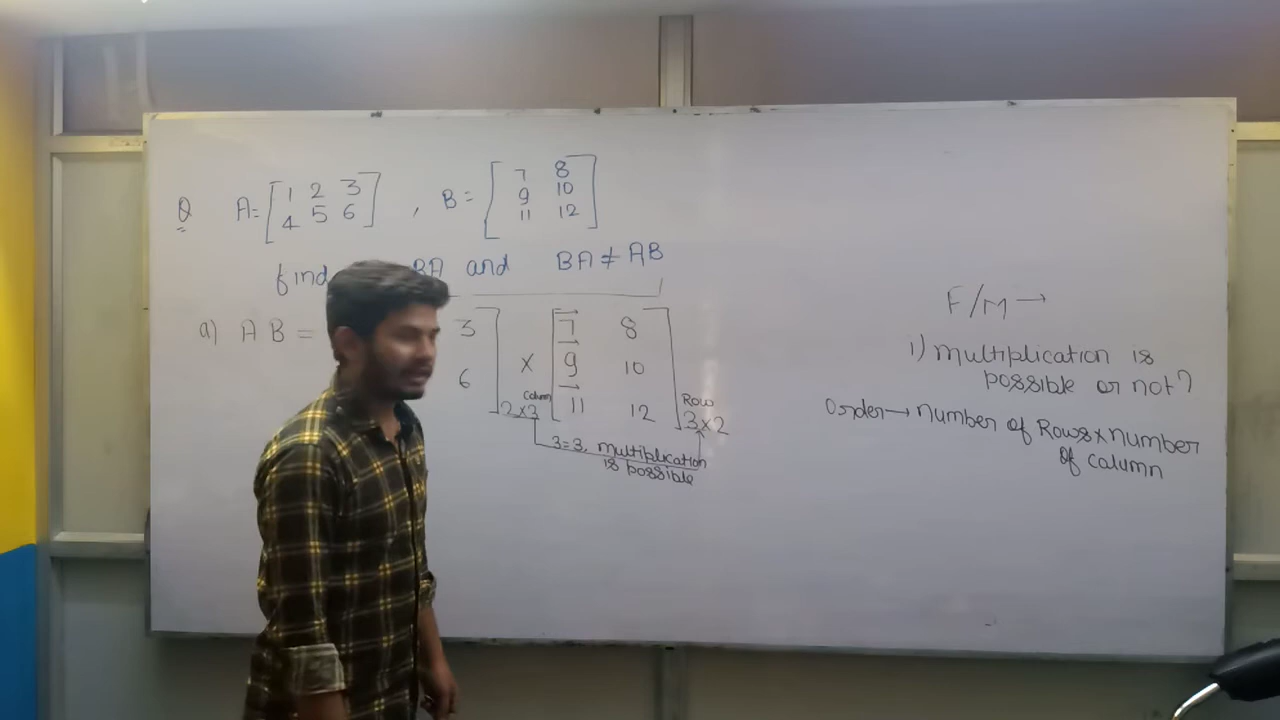 Q A= [ 1 2 3 , B= [ 7 8
4 5 6 ] 9 10
11 12 ]
find BA and BA ≠ AB
a) A B = 3 ] x [ 7 8
6 9 10
11 12 ]
Column 2x3
Row 3x2
3=3, multiplication
is possible
F/M →
1) multiplication is
possible or not?
Order → number of Rows x number
of column